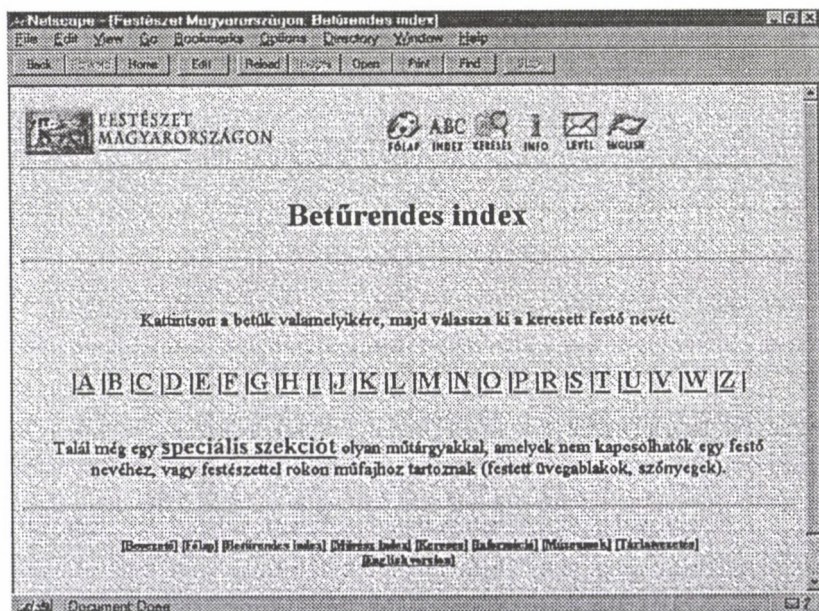 Netscape - [Festészet Magyarországon: Betűrendes index]
File Edit View Go Bookmarks Options Directory Window Help
Back Home Edit Reload Open Print Find
FESTÉSZET
MAGYARORSZÁGON
FŐLAP ABC INDEX KERESÉS INFO LEVÉL ENGLISH
Betűrendes index
Kattintson a betűk valamelyikére, majd válassza ki a keresett festő nevét.
|A |B |C |D |E |F |G |H |I |J |K |L |M |N |O |P |R |S |T |U |V |W |Z |
Talál még egy speciális szekciót olyan műtárgyakkal, amelyek nem kapcsolhatók egy festő
nevéhez, vagy festészettel rokon műfajhoz tartoznak (festett üvegablakok, szőnyegek).
[Bevezető] [Főlap] [Betűrendes index] [Művész index] [Keresés] [Információ] [Múzeumok] [Tárlatvezetés]
[English version]
Document: Done